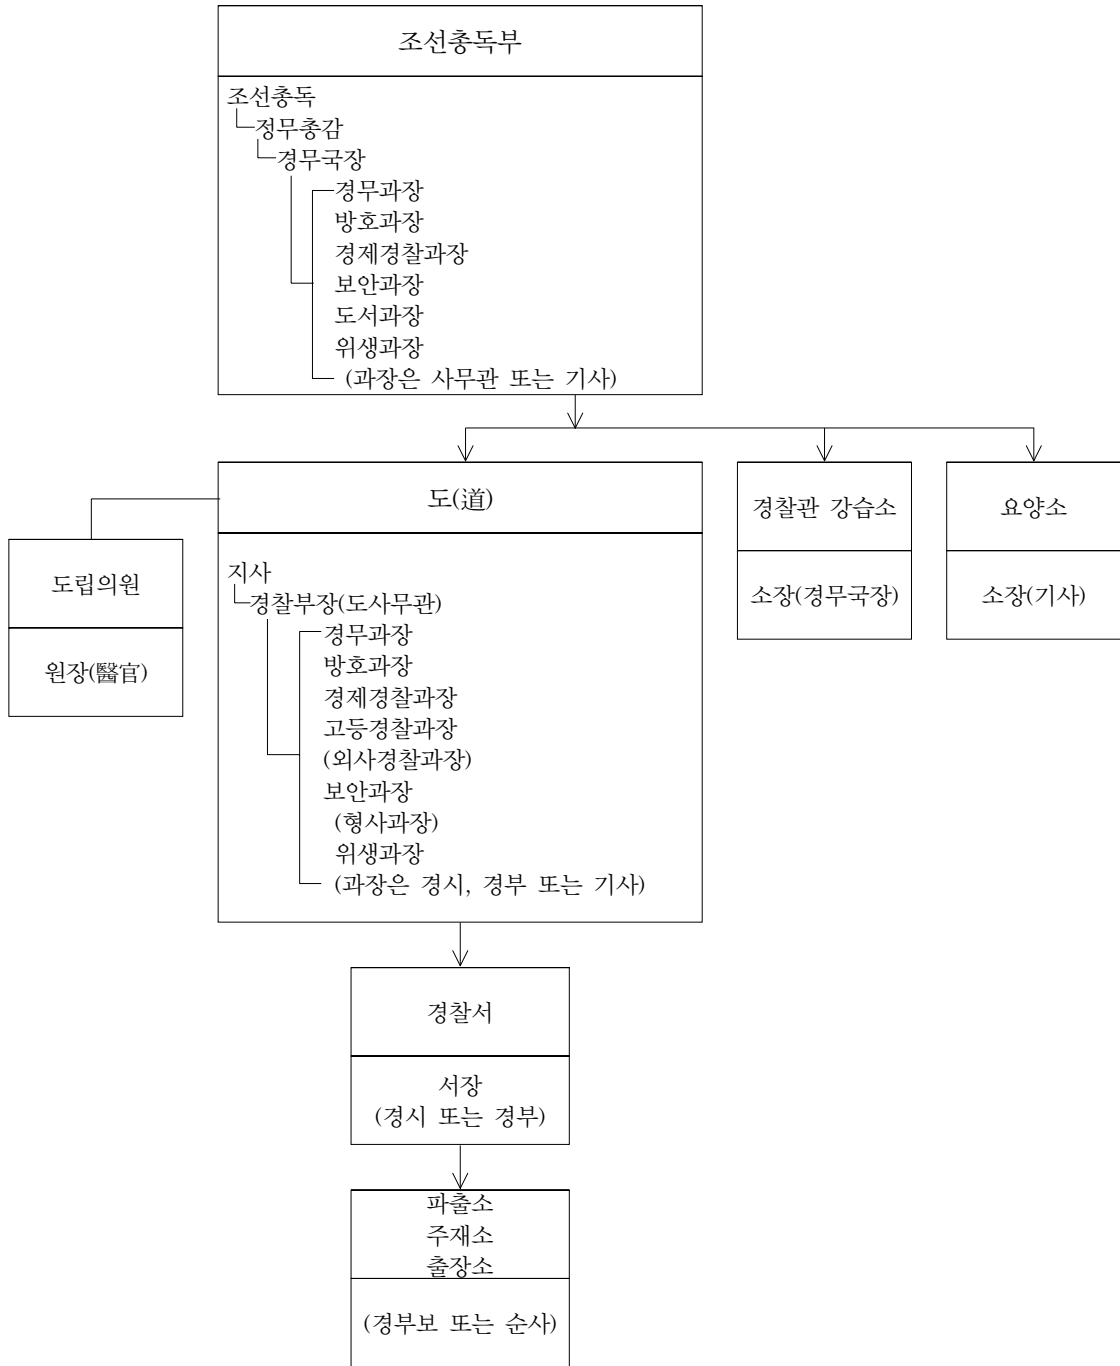 조선총독부
조선총독
정무총감
경무국장
경무과장
방호과장
경제경찰과장
보안과장
도서과장
위생과장
(과장은 사무관 또는 기사)
도(道)
지사
경찰부장(도사무관)
경무과장
방호과장
경제경찰과장
고등경찰과장
(외사경찰과장)
보안과장
(형사과장)
위생과장
(과장은 경시, 경부 또는 기사)
경찰관 강습소
소장(경무국장)
요양소
소장(기사)
도립의원
원장(醫官)
경찰서
서장
(경시 또는 경부)
파출소
주재소
출장소
(경부보 또는 순사)